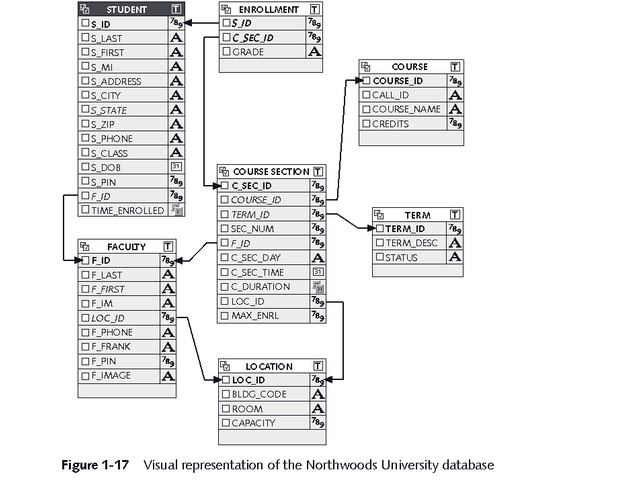 STUDENT
S_ID
S_LAST
S_FIRST
S_MI
S_ADDRESS
S_CITY
S_STATE
S_ZIP
S_PHONE
S_CLASS
S_DOB
S_PIN
F_ID
TIME_ENROLLED
ENROLLMENT
S_ID
C_SEC_ID
GRADE
COURSE
COURSE_ID
CALL_ID
COURSE_NAME
CREDITS
COURSE SECTION
C_SEC_ID
COURSE_ID
TERM_ID
SEC_NUM
F_ID
C_SEC_DAY
C_SEC_TIME
C_DURATION
LOC_ID
MAX_ENRL
TERM
TERM_ID
TERM_DESC
STATUS
FACULTY
F_ID
F_LAST
F_FIRST
F_IM
LOC_ID
F_PHONE
F_FRANK
F_PIN
F_IMAGE
LOCATION
LOC_ID
BLDG_CODE
ROOM
CAPACITY
Figure 1-17 Visual representation of the Northwoods University database